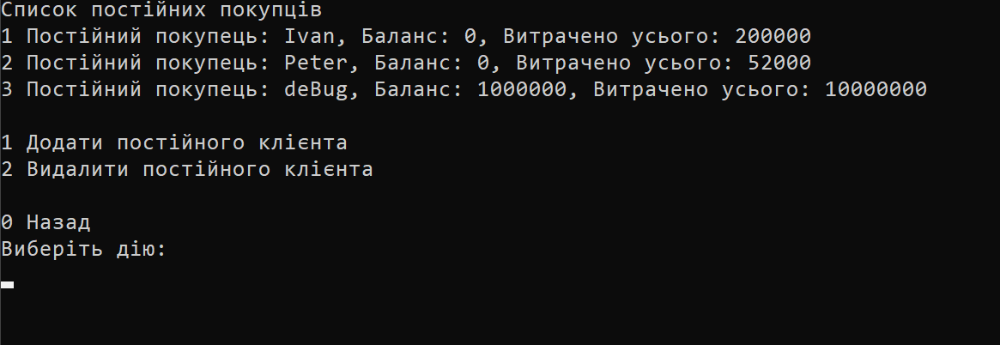 Список постійних покупців
1 Постійний покупець: Ivan, Баланс: 0, Витрачено усього: 200000
2 Постійний покупець: Peter, Баланс: 0, Витрачено усього: 52000
3 Постійний покупець: deBug, Баланс: 1000000, Витрачено усього: 10000000
1 Додати постійного клієнта
2 Видалити постійного клієнта
0 Назад
Виберіть дію: